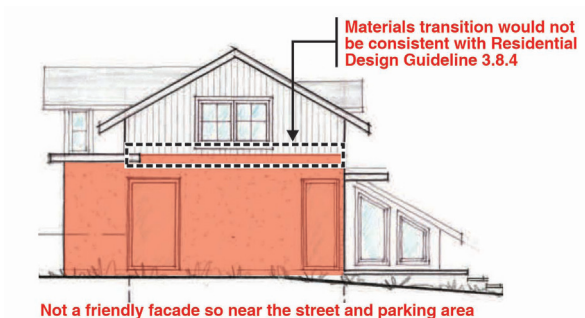 Materials transition would not
be consistent with Residential
Design Guideline 3.8.4
Not a friendly facade so near the street and parking area